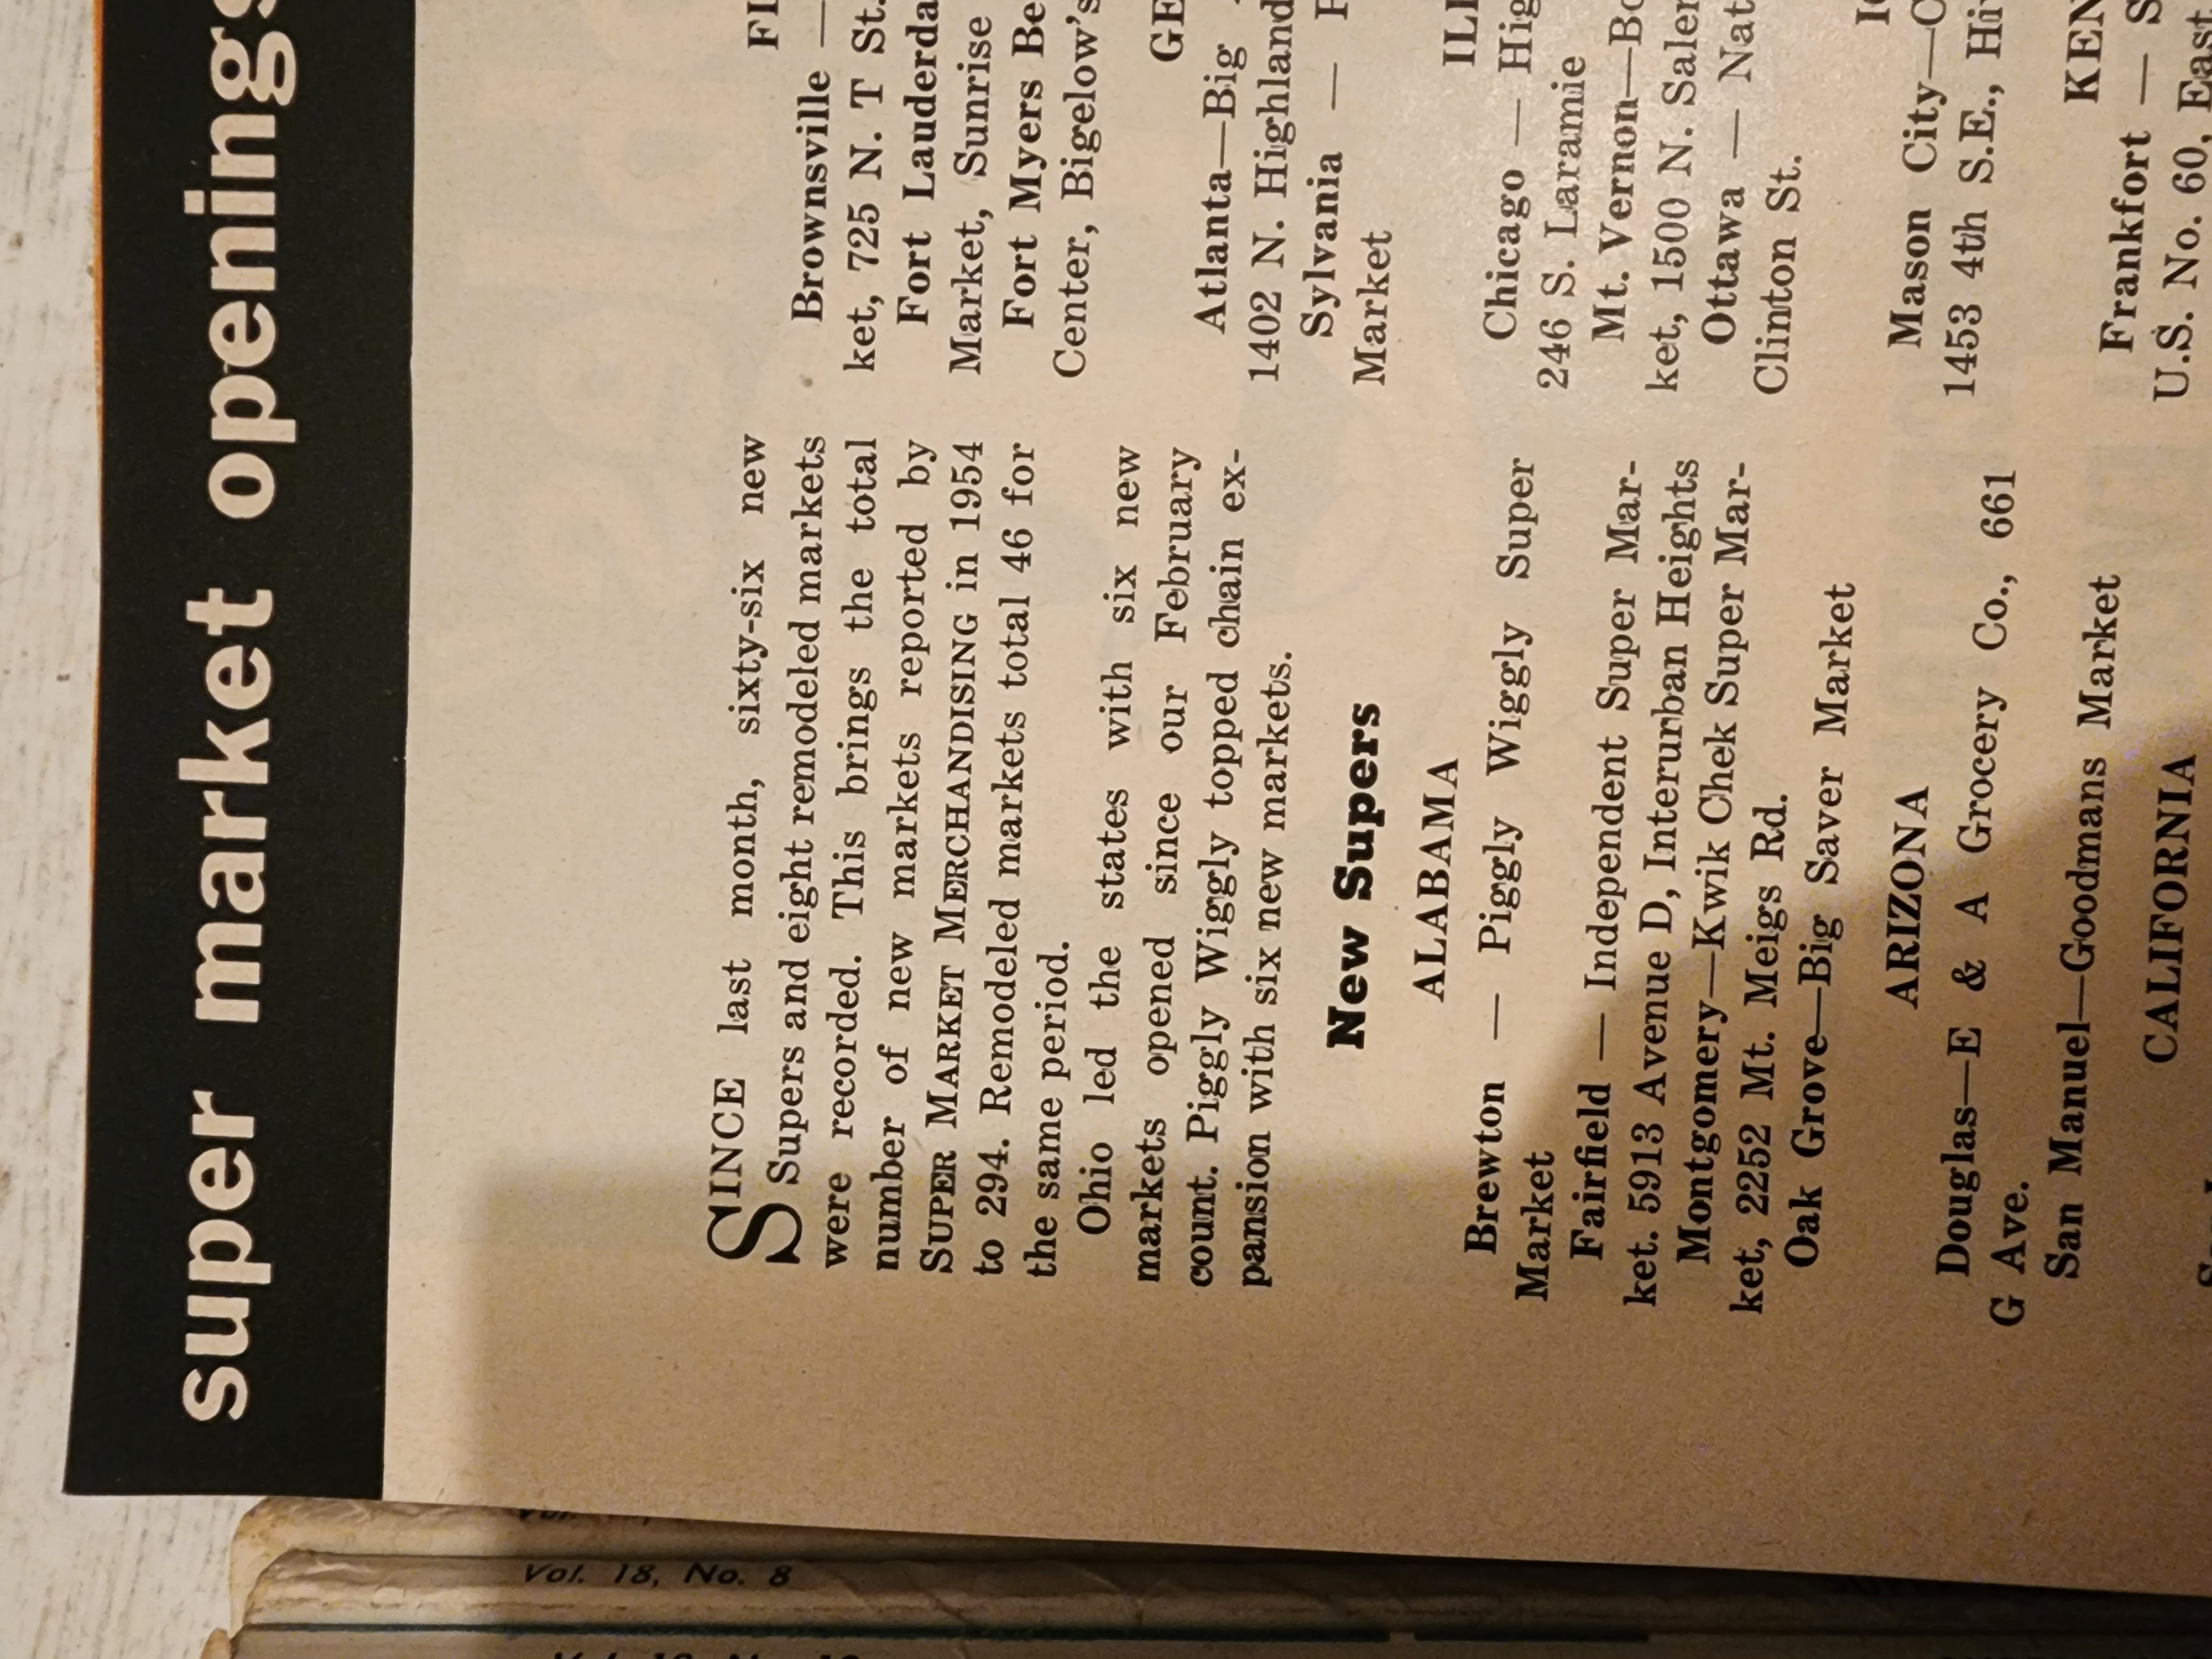 super market openings
SINCE last month, sixty-six new
Supers and eight remodeled markets
were recorded. This brings the total
number of new markets reported by
SUPER MARKET MERCHANDISING in 1954
to 294. Remodeled markets total 46 for
the same period.
Ohio led the states with six new
markets opened since our February
count. Piggly Wiggly topped chain ex-
pansion with six new markets.
New Supers
ALABAMA
Brewton — Piggly Wiggly Super
Market
Fairfield — Independent Super Mar-
ket. 5913 Avenue D, Interurban Heights
Montgomery—Kwik Chek Super Mar-
ket, 2252 Mt. Meigs Rd.
Oak Grove—Big Saver Market
ARIZONA
Douglas—E & A Grocery Co., 661
G Ave.
San Manuel—Goodmans Market
CALIFORNIA
Brownsville —
ket, 725 N. T St.
Fort
Market, Sunrise
Fort Myers
Center, Bigelow's
Atlanta—Big
1402 N. Highland
Sylvania —
Market
Chicago —
246 S. Laramie
Mt. Vernon—
ket, 1500 N.
Ottawa —
Clinton St.
Mason City—
1453 4th S.E.,
Frankfort —
U.S. No. 60, East
Vol. 18, No. 8